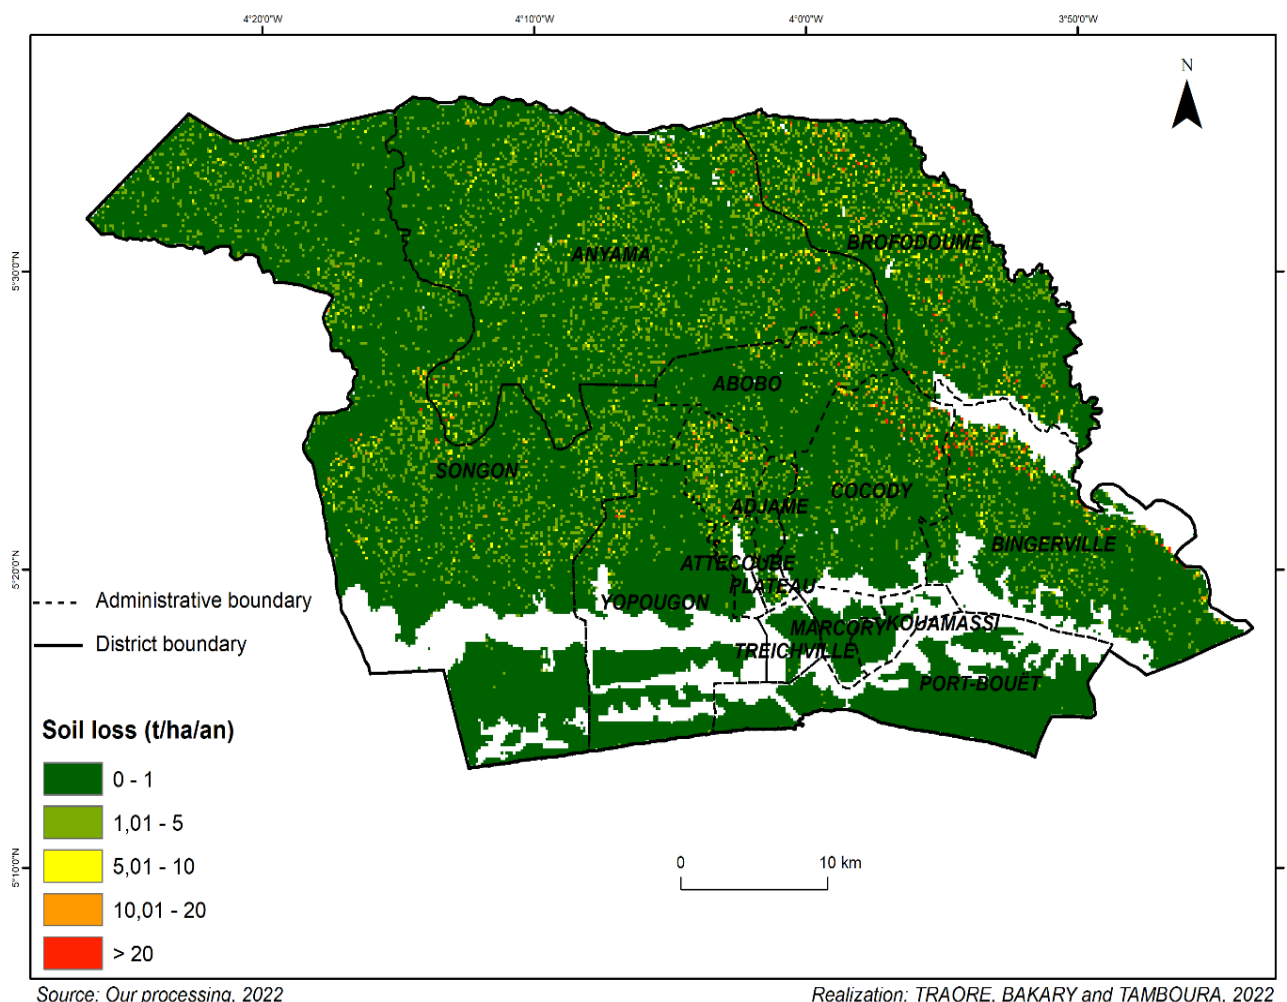 4°20'0"W 4°10'0"W 4°0'0"W 3°50'0"W
N
BROFODOUME
ANYAMA
5°30'0"N
ABOBO
SONGON
COCODY
ADJAME
BINGERVILLE
ATTECOUBE
5°20'0"N
PLATEAU
Administrative boundary
YOPOUGON
MARCORY
KOUAMASSI
District boundary
TREICHVILLE
PORT-BOUËT
Soil loss (t/ha/an)
0 - 1
1,01 - 5
5,01 - 10
0 10 km
5°10'0"N
10,01 - 20
> 20
Source: Our processing, 2022
Realization: TRAORE, BAKARY and TAMBOURA, 2022